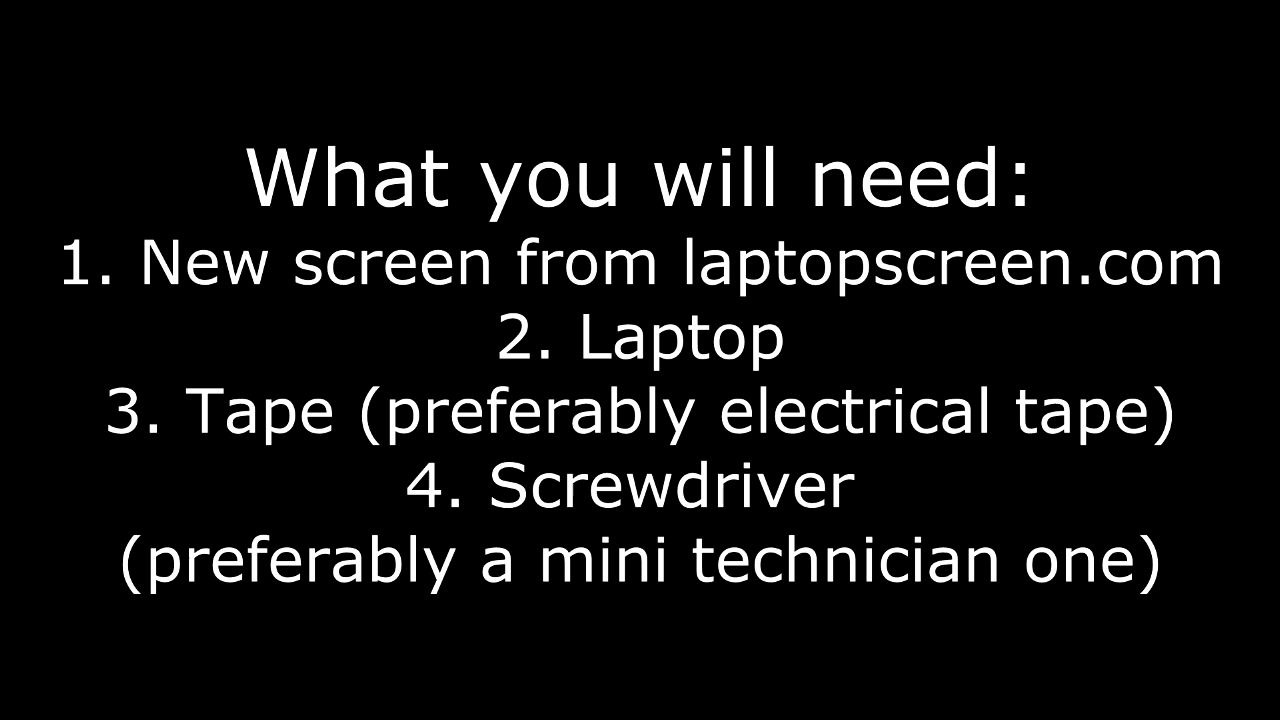 What you will need:
1. New screen from laptopscreen.com
2. Laptop
3. Tape (preferably electrical tape)
4. Screwdriver
(preferably a mini technician one)